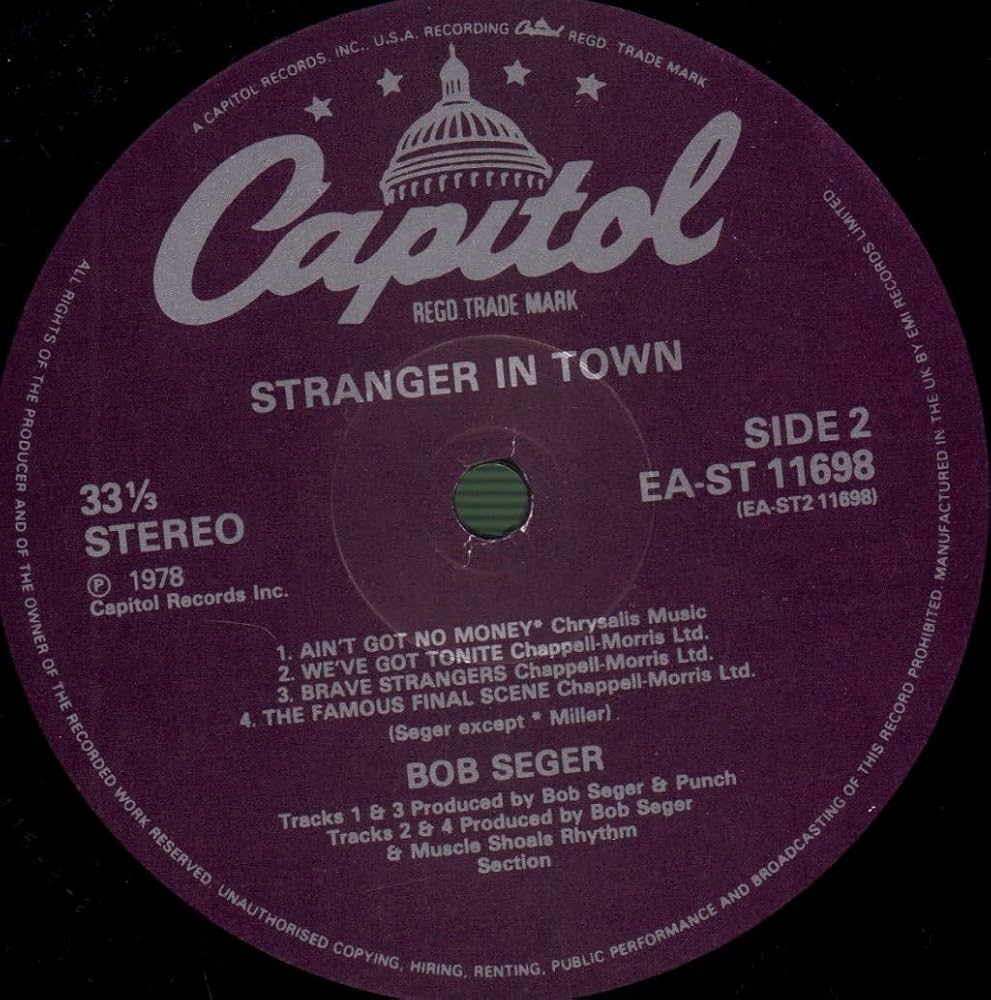 A CAPITOL RECORDS, INC., U.S.A. RECORDING Capitol REGD. TRADE MARK
Capitol
REGD. TRADE MARK
STRANGER IN TOWN
SIDE 2
EA-ST 11698
(EA-ST2 11698)
33⅓
STEREO
℗ 1978
Capitol Records Inc.
1. AIN'T GOT NO MONEY* Chrysalis Music
2. WE'VE GOT TONITE Chappell-Morris Ltd.
3. BRAVE STRANGERS Chappell-Morris Ltd.
4. THE FAMOUS FINAL SCENE Chappell-Morris Ltd.
(Seger except * Miller).
BOB SEGER
Tracks 1 & 3 Produced by Bob Seger & Punch
Tracks 2 & 4 Produced by Bob Seger
& Muscle Shoals Rhythm
Section
ALL RIGHTS OF THE PRODUCER AND OF THE OWNER OF THE RECORDED WORK RESERVED. UNAUTHORISED COPYING, HIRING, RENTING, PUBLIC PERFORMANCE AND BROADCASTING OF THIS RECORD PROHIBITED. MANUFACTURED IN THE UK BY EMI RECORDS LIMITED